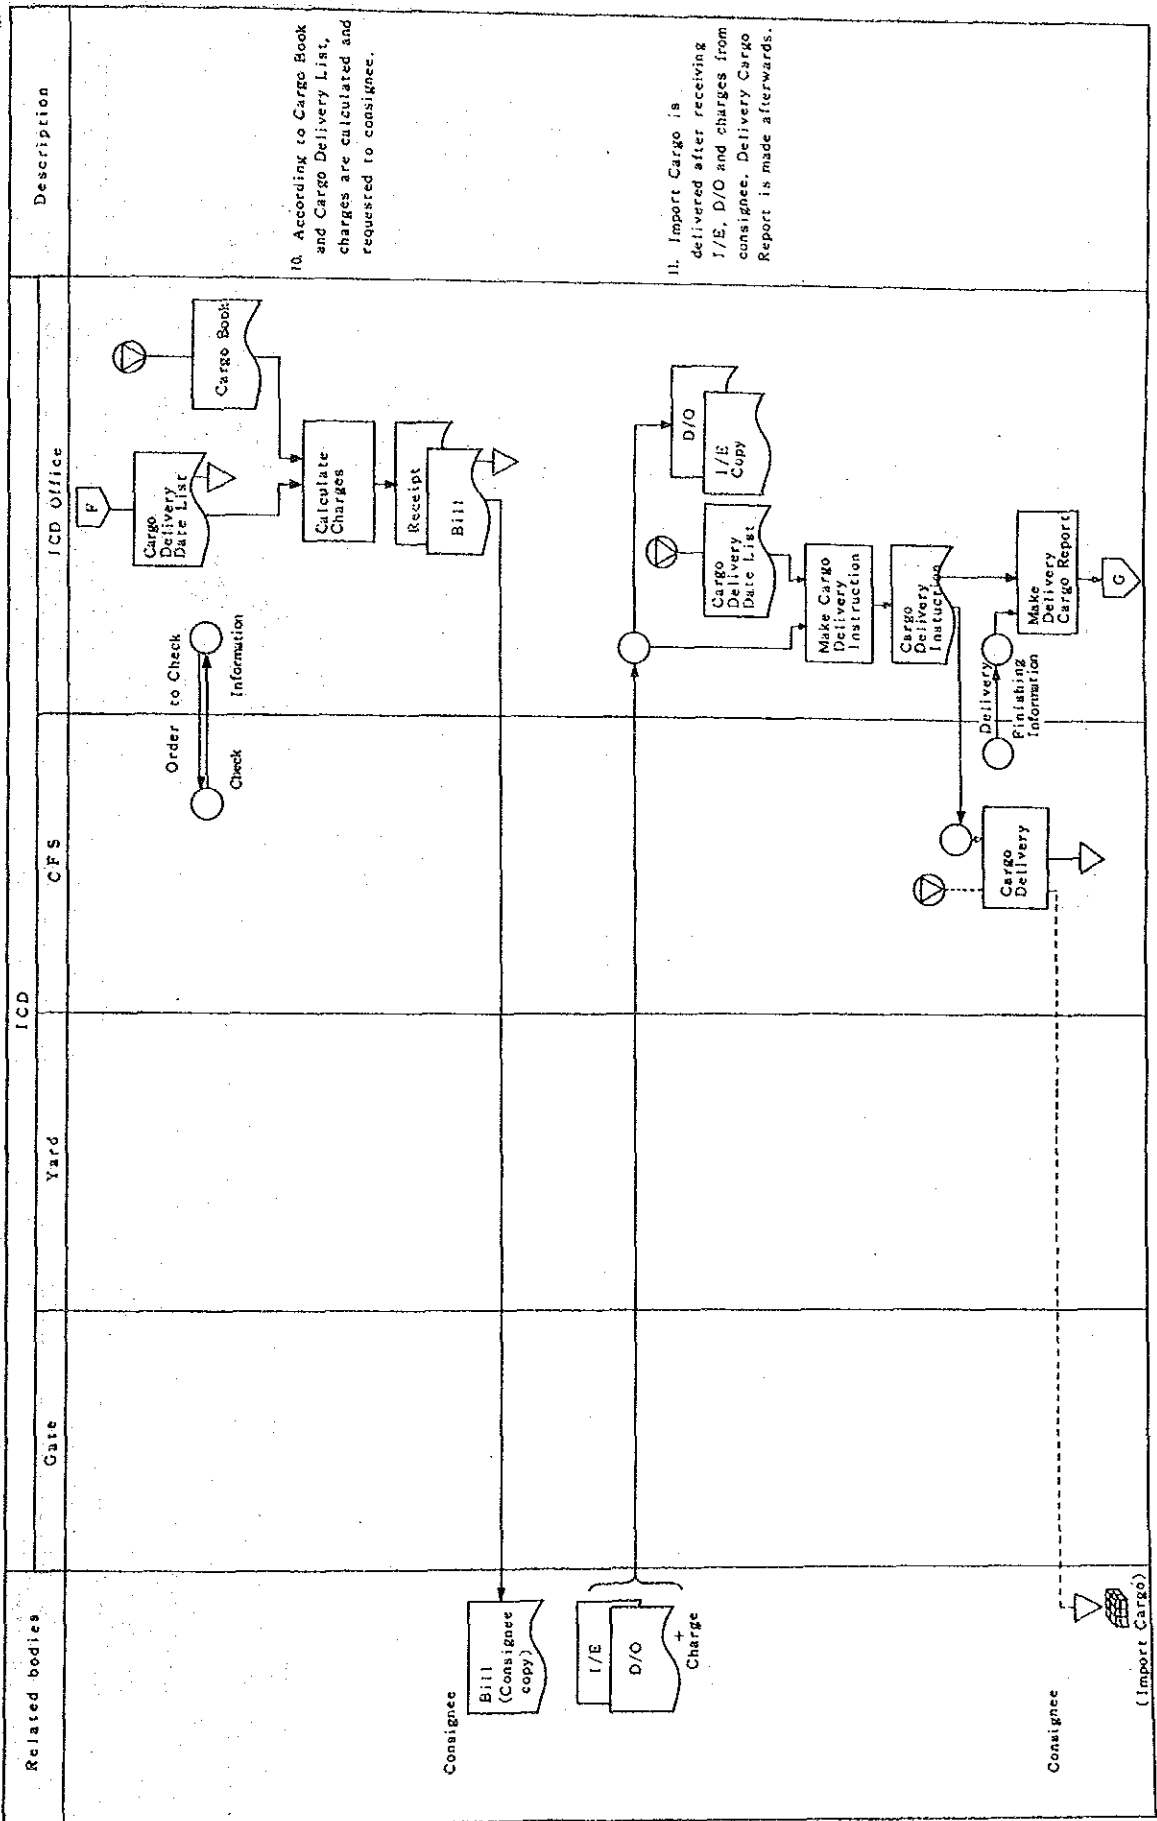 Related bodies
ICD
Gate
Yard
CFS
ICD Office
Description
F
Cargo
Delivery
Date List
Cargo Book
Order to Check
Check
Information
Calculate
Charges
Receipt
Bill
Consignee
Bill
(Consignee
copy)
10. According to Cargo Book
and Cargo Delivery List,
charges are calculated and
requested to consignee.
I/E
D/O
+
Charge
D/O
I/E
Copy
Cargo
Delivery
Date List
Make Cargo
Delivery
Instruction
Cargo
Delivery
Instuction
11. Import Cargo is
delivered after receiving
I/E, D/O and charges from
consignee. Delivery Cargo
Report is made afterwards.
Delivery
Finishing
Information
Make
Delivery
Cargo Report
G
Cargo
Delivery
Consignee
(Import Cargo)